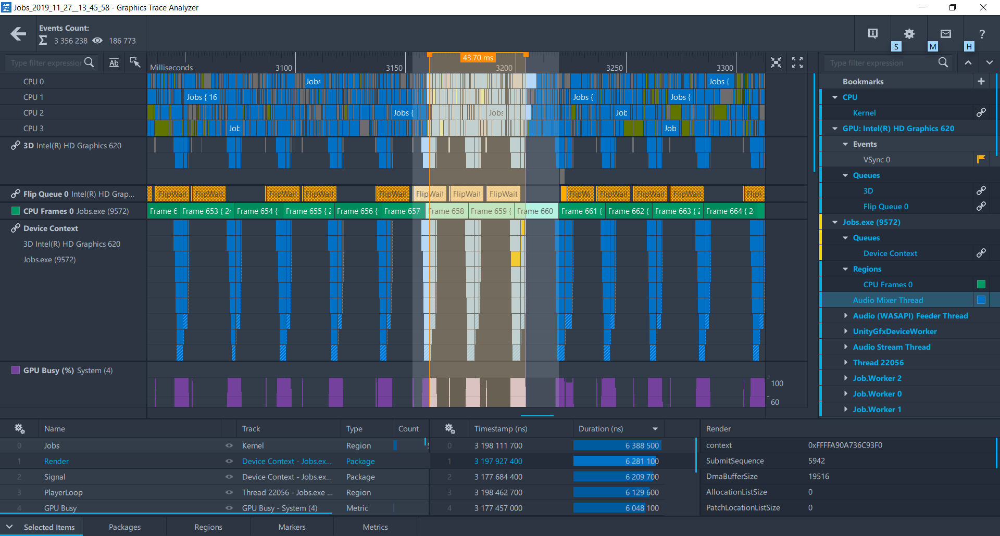 Jobs_2019_11_27__13_45_58 - Graphics Trace Analyzer
Events Count:
Σ 3 356 238 186 773
S M H ?
Type filter expression Ab
Milliseconds 3100 3150 3200 3250 3300
43.70 ms
Type filter expression
CPU 0 Jobs Jobs {
CPU 1 Jobs { 16 Jobs { Jobs {
CPU 2 Jobs { Jobs Job
CPU 3 Job Job
3D Intel(R) HD Graphics 620
Flip Queue 0 Intel(R) HD Grap... FlipWait FlipWait FlipWait FlipWait FlipWait FlipWait FlipWait FlipWait FlipWa FlipWait FlipWait FlipWait FlipV
CPU Frames 0 Jobs.exe (9572) Frame 6 Frame 653 { 24 Frame 654 { Frame 655 { 2 Frame 656 { Frame 657 Frame 658 Frame 659 { Frame 660 Frame 661 { Frame 662 { Frame 663 { 2 Frame 664 { 2
Device Context
3D Intel(R) HD Graphics 620
Jobs.exe (9572)
GPU Busy (%) System (4)
100
60
Bookmarks +
CPU
Kernel
GPU: Intel(R) HD Graphics 620
Events
VSync 0
Queues
3D
Flip Queue 0
Jobs.exe (9572)
Queues
Device Context
Regions
CPU Frames 0
Audio Mixer Thread
Audio (WASAPI) Feeder Thread
UnityGfxDeviceWorker
Audio Stream Thread
Thread 22056
Job.Worker 2
Job.Worker 0
Job.Worker 1
Name Track Type Count
0 Jobs Kernel Region
1 Render Device Context - Jobs.ex... Package
2 Signal Device Context - Jobs.ex... Package
3 PlayerLoop Thread 22056 - Jobs.exe ... Region
4 GPU Busy GPU Busy - System (4) Metric
Timestamp (ns) Duration (ns)
0 3 198 111 700 6 388 500
1 3 197 927 400 6 281 100
2 3 177 684 400 6 209 700
3 3 198 462 700 6 129 600
4 3 177 457 000 6 048 100
Render
context 0xFFFFA90A736C93F0
SubmitSequence 5942
DmaBufferSize 19516
AllocationListSize 0
PatchLocationListSize 0
Selected Items Packages Regions Markers Metrics